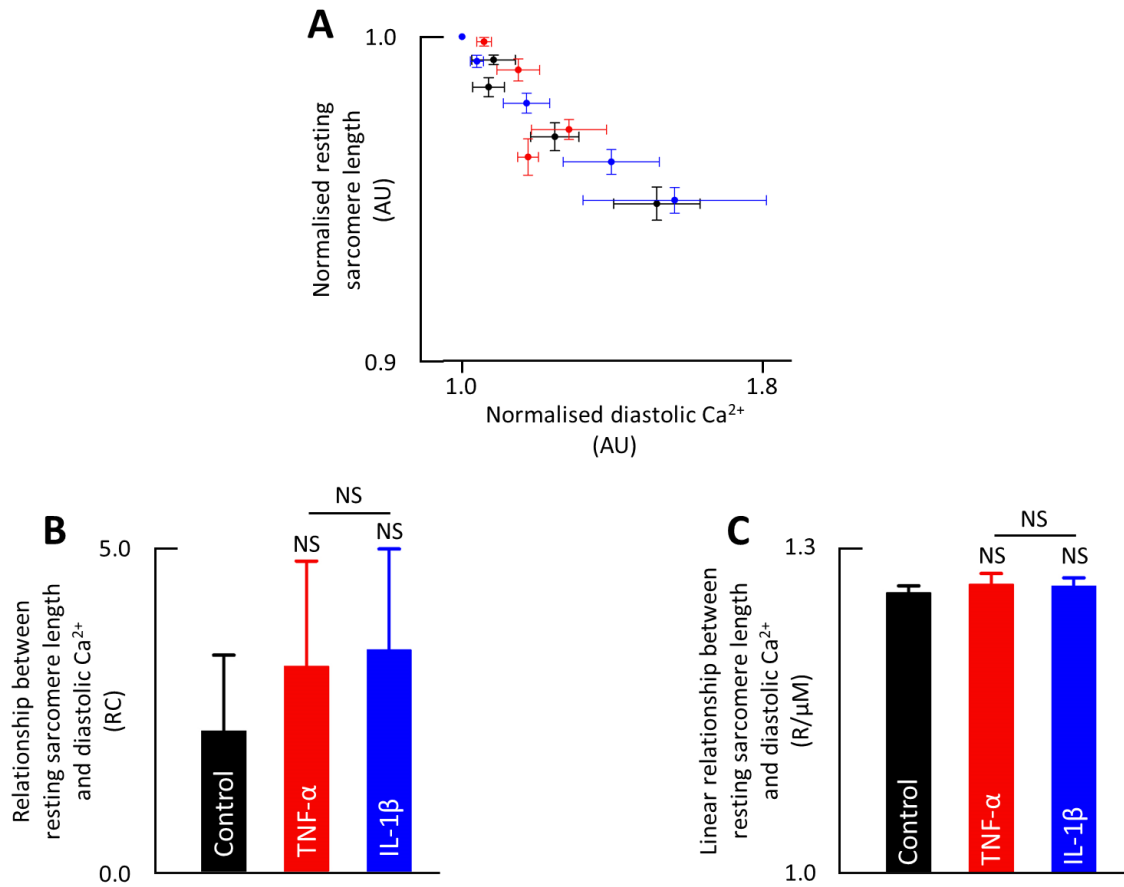 A
1.0
0.9
Normalised resting
sarcomere length
(AU)
1.0
1.8
Normalised diastolic Ca²⁺
(AU)
B
NS
NS
NS
5.0
0.0
Relationship between
resting sarcomere length
and diastolic Ca²⁺
(RC)
Control
TNF-α
IL-1β
C
NS
NS
NS
1.3
1.0
Linear relationship between
resting sarcomere length
and diastolic Ca²⁺
(R/μM)
Control
TNF-α
IL-1β